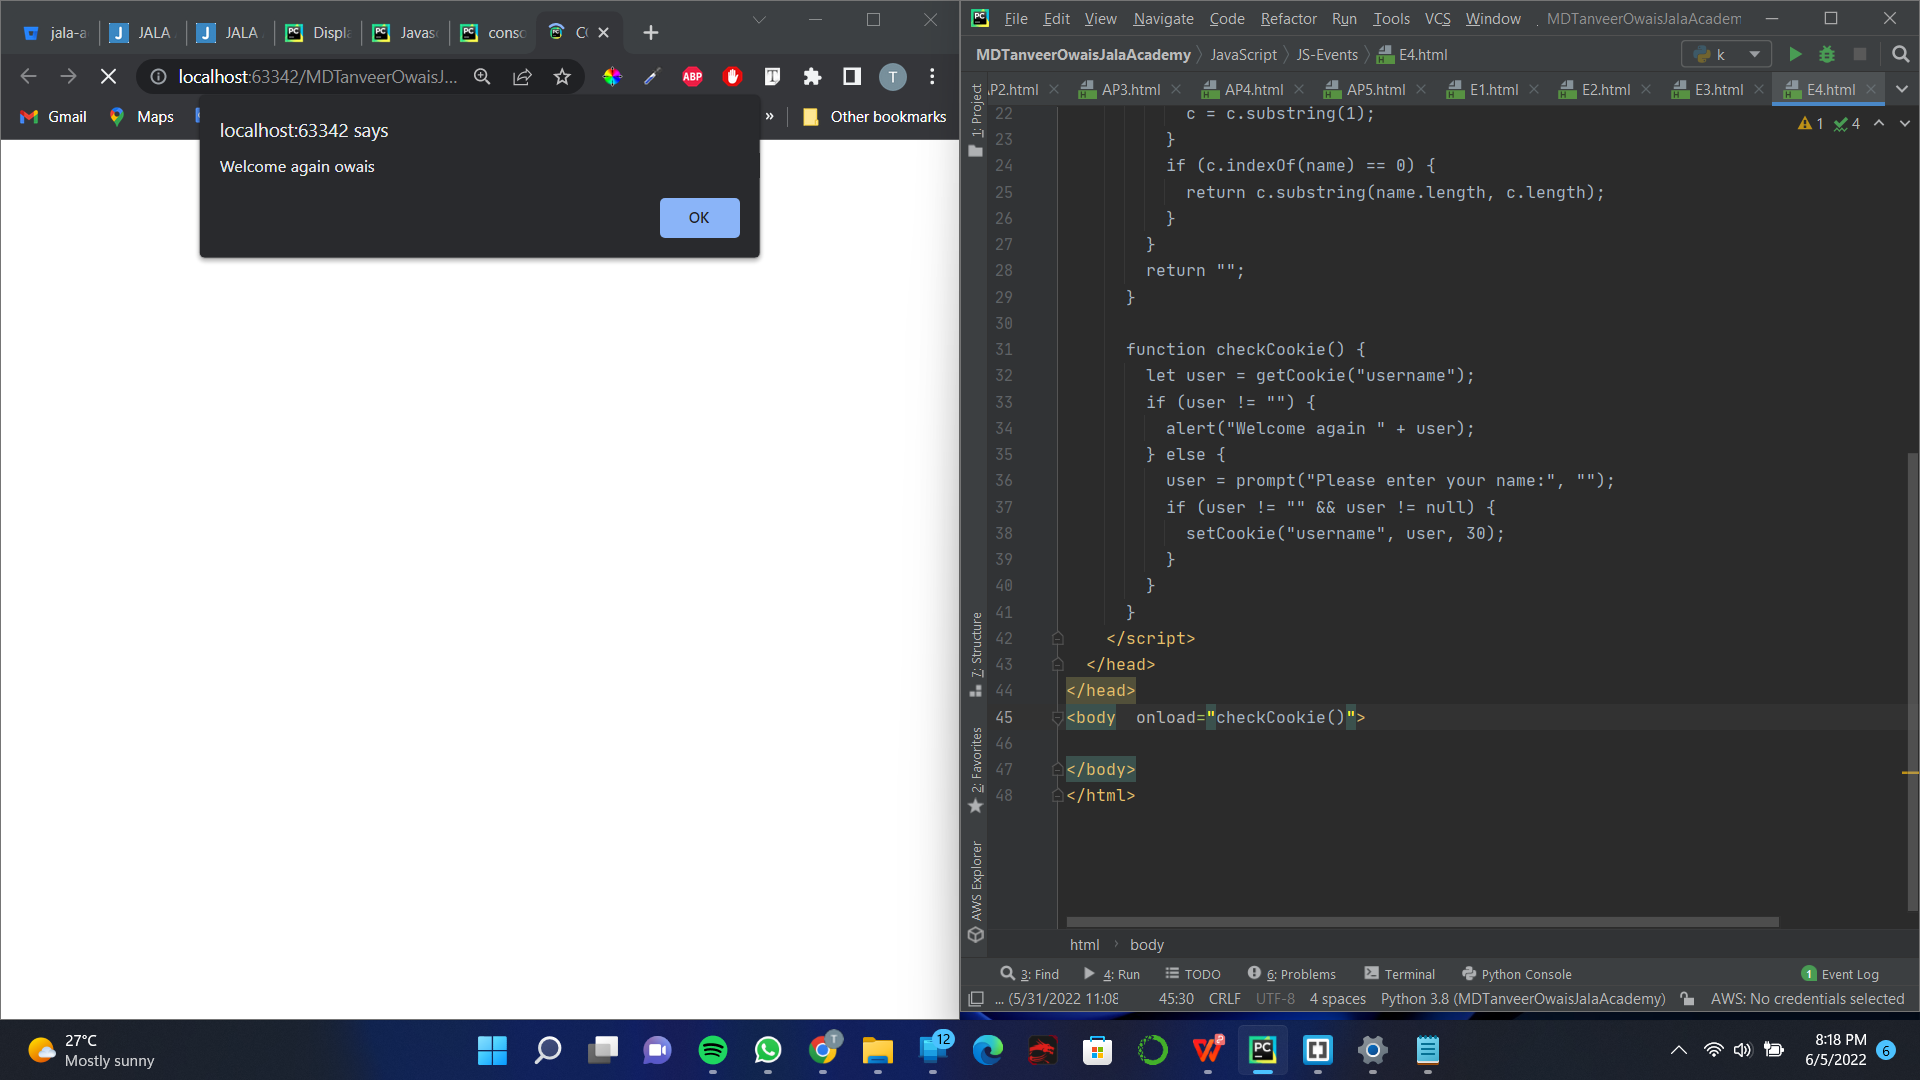 jala-a
JALA
JALA
Displa
Javas
conso
localhost:63342/MDTanveerOwaisJ...
ABP
T
T
Gmail
Maps
»
Other bookmarks
localhost:63342 says
Welcome again owais
OK
File Edit View Navigate Code Refactor Run Tools VCS Window
MDTanveerOwaisJalaAcadem
MDTanveerOwaisJalaAcademy
JavaScript
JS-Events
E4.html
k
AP2.html
AP3.html
AP4.html
AP5.html
E1.html
E2.html
E3.html
E4.html
1 4
1: Project
7: Structure
2: Favorites
AWS Explorer
22 c = c.substring(1);
23 }
24 if (c.indexOf(name) == 0) {
25 return c.substring(name.length, c.length);
26 }
27 }
28 return "";
29 }
30
31 function checkCookie() {
32 let user = getCookie("username");
33 if (user != "") {
34 alert("Welcome again " + user);
35 } else {
36 user = prompt("Please enter your name:", "");
37 if (user != "" && user != null) {
38 setCookie("username", user, 30);
39 }
40 }
41 }
42 </script>
43 </head>
44 </head>
45 <body  onload="checkCookie()">
46
47 </body>
48 </html>
html
body
3: Find
4: Run
TODO
6: Problems
Terminal
Python Console
1 Event Log
... (5/31/2022 11:08
45:30
CRLF
UTF-8
4 spaces
Python 3.8 (MDTanveerOwaisJalaAcademy)
AWS: No credentials selected
27°C
Mostly sunny
T
12
PC
8:18 PM
6/5/2022
6